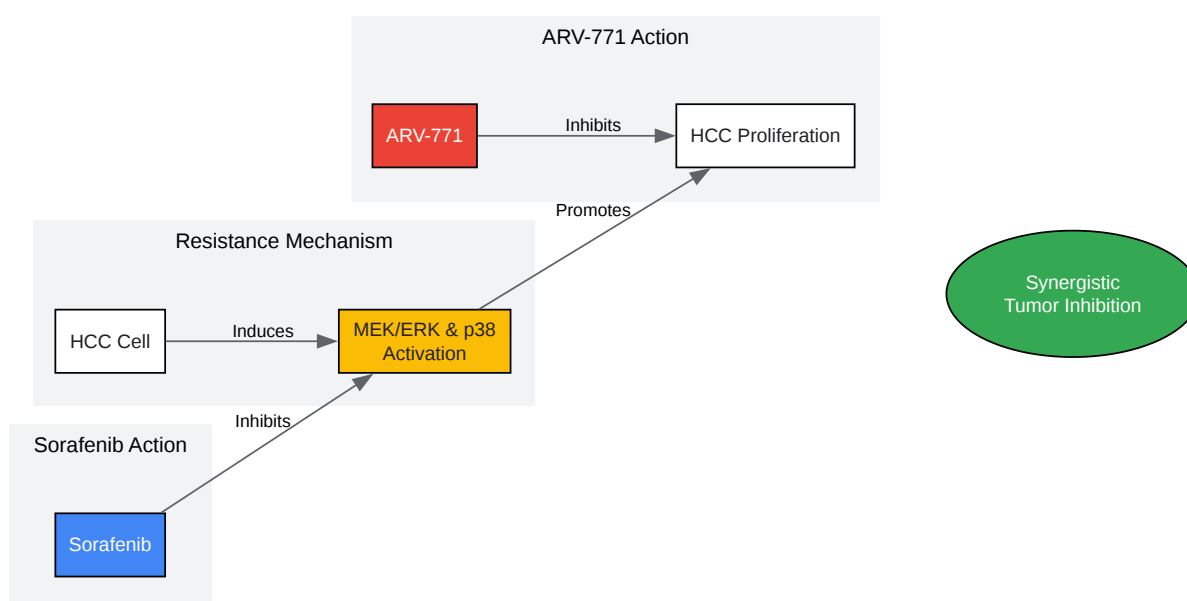 ARV-771 Action
ARV-771
Inhibits
HCC Proliferation
Promotes
Resistance Mechanism
HCC Cell
Induces
MEK/ERK & p38
Activation
Synergistic
Tumor Inhibition
Inhibits
Sorafenib Action
Sorafenib